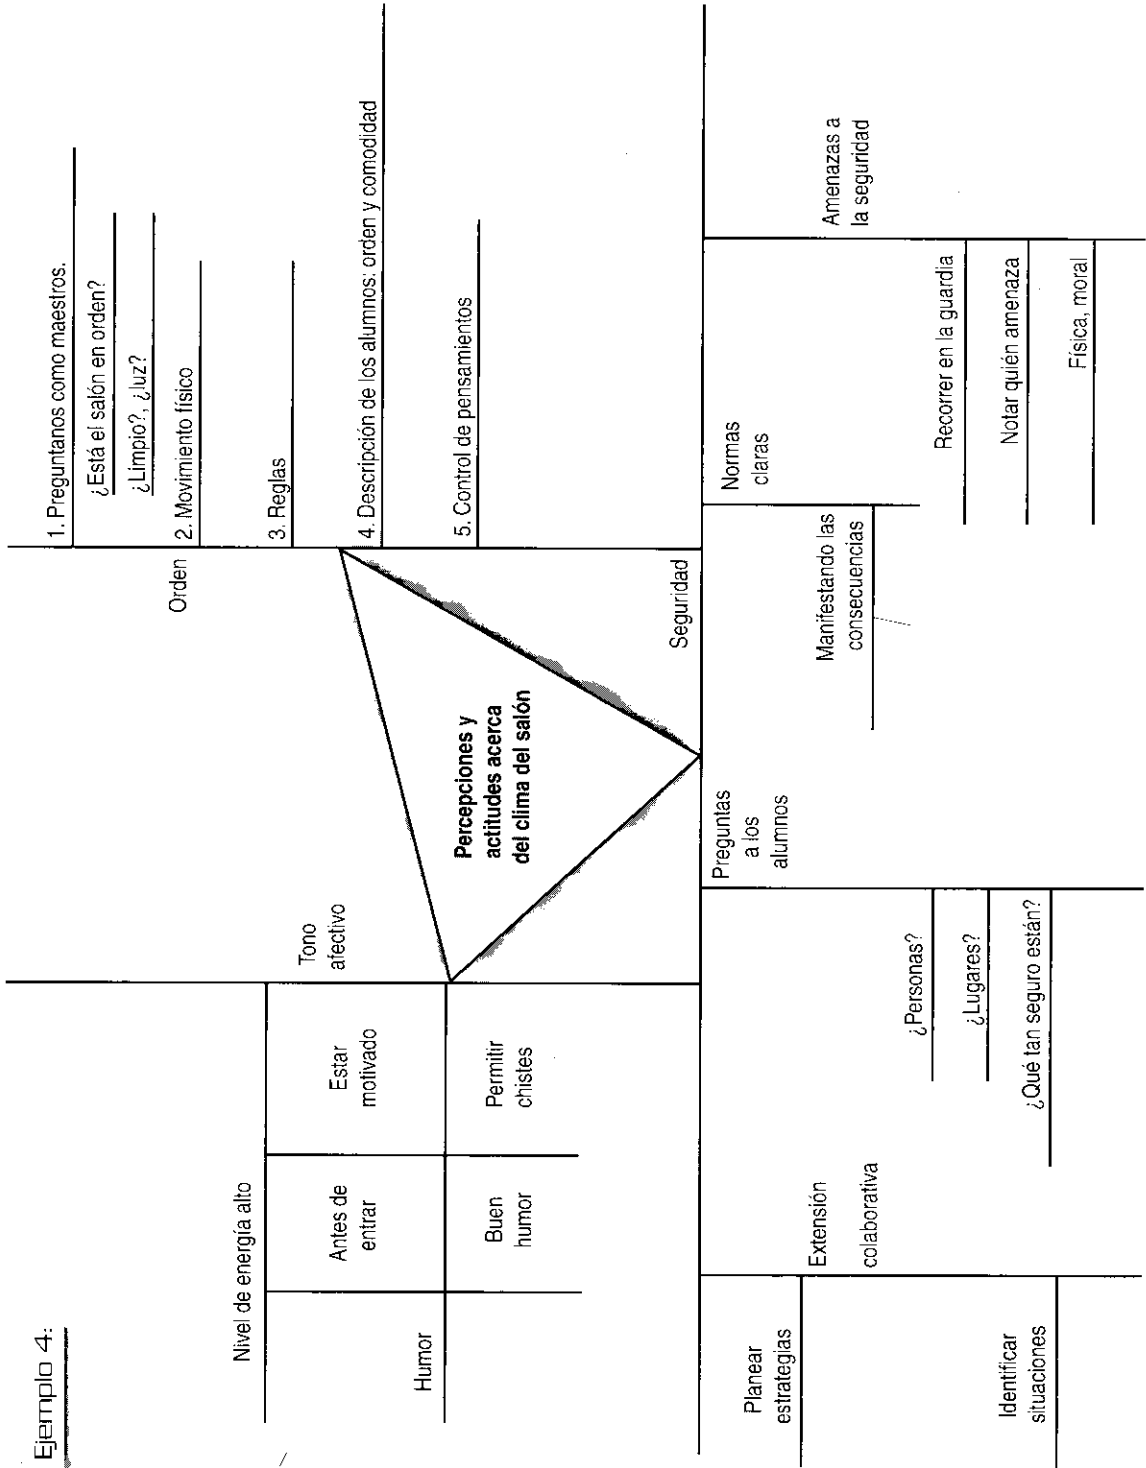 Ejemplo 4:
Nivel de energía alto
Antes de
entrar
Estar
motivado
Humor
Buen
humor
Permitir
chistes
Tono
afectivo
Orden
1. Preguntanos como maestros.
¿Está el salón en orden?
¿Limpio?, ¿luz?
2. Movimiento físico
3. Reglas
4. Descripción de los alumnos: orden y comodidad
5. Control de pensamientos
Percepciones y
actitudes acerca
del clima del salón
Seguridad
Planear
estrategias
Identificar
situaciones
Extensión
colaborativa
Preguntas
a los
alumnos
¿Personas?
¿Lugares?
¿Qué tan seguro están?
Normas
claras
Manifestando las
consecuencias
Amenazas a
la seguridad
Recorrer en la guardia
Notar quién amenaza
Física, moral